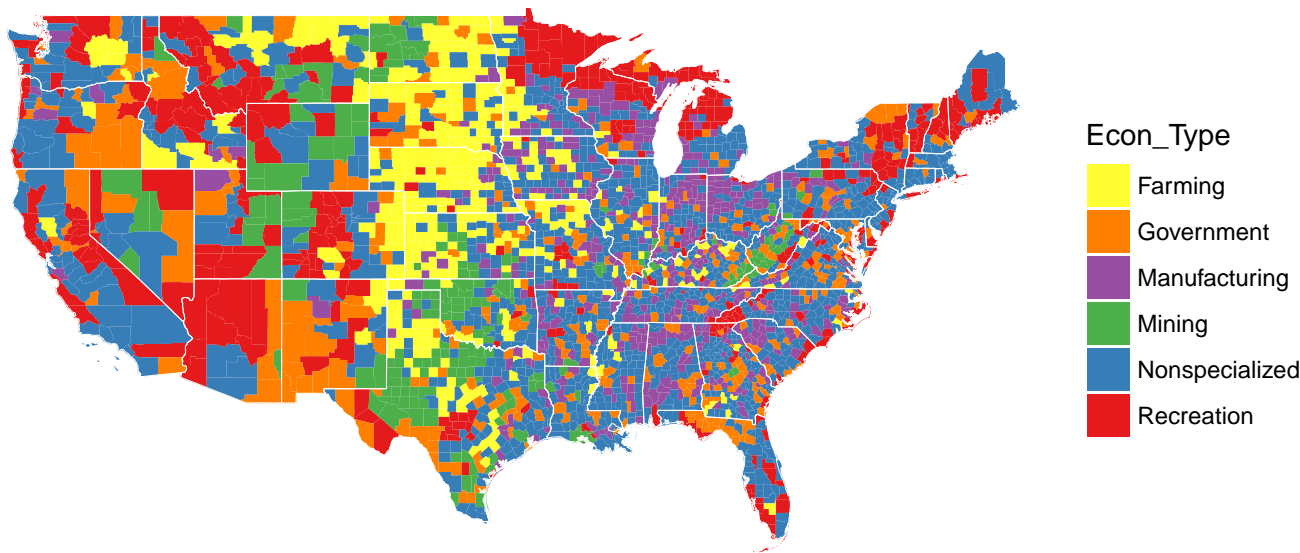 Econ_Type
Farming
Government
Manufacturing
Mining
Nonspecialized
Recreation